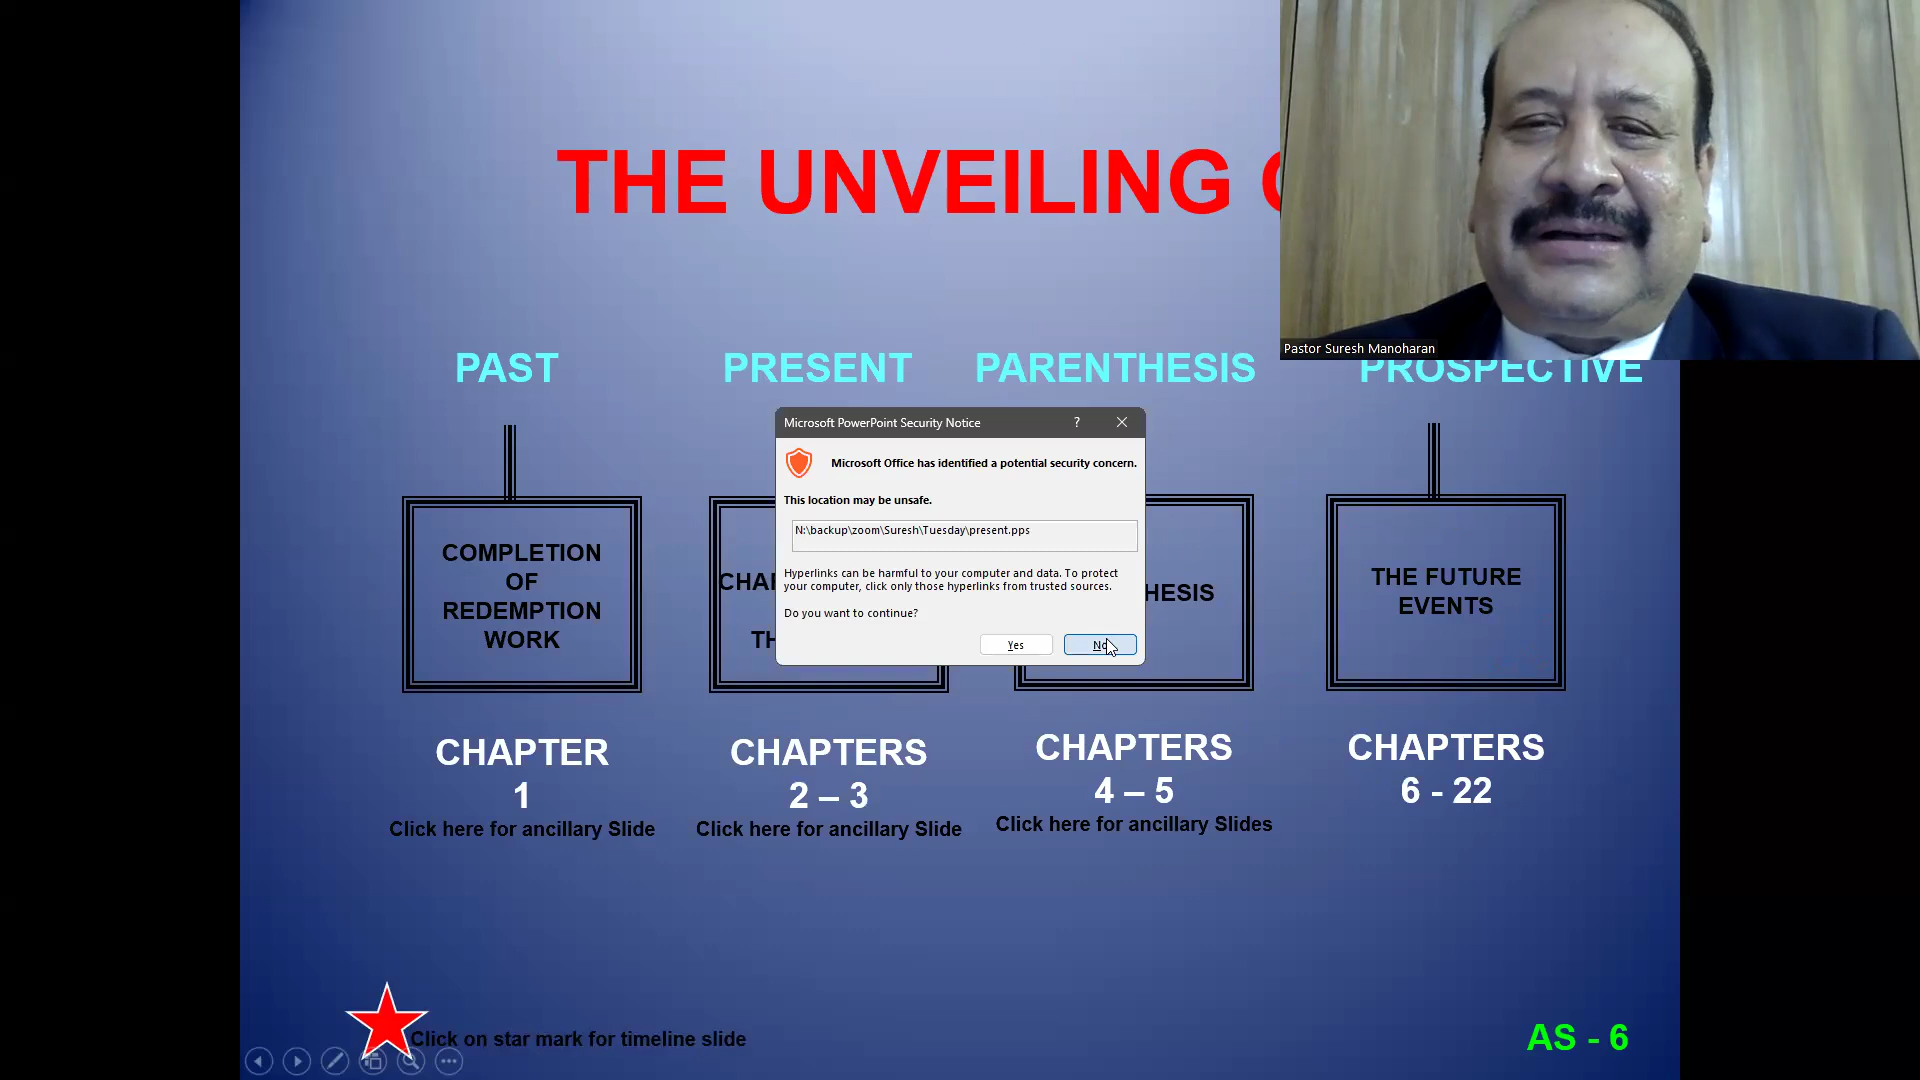 THE UNVEILING
Pastor Suresh Manoharan
PAST
PRESENT
PARENTHESIS
PROSPECTIVE
Microsoft PowerPoint Security Notice
?
Microsoft Office has identified a potential security concern.
This location may be unsafe.
N:\backup\zoom\Suresh\Tuesday\present.pps
Hyperlinks can be harmful to your computer and data. To protect
your computer, click only those hyperlinks from trusted sources.
Do you want to continue?
Yes
No
COMPLETION
OF
REDEMPTION
WORK
CHA
TH
HESIS
THE FUTURE
EVENTS
CHAPTER
1
Click here for ancillary Slide
CHAPTERS
2 – 3
Click here for ancillary Slide
CHAPTERS
4 – 5
Click here for ancillary Slides
CHAPTERS
6 - 22
Click on star mark for timeline slide
AS - 6